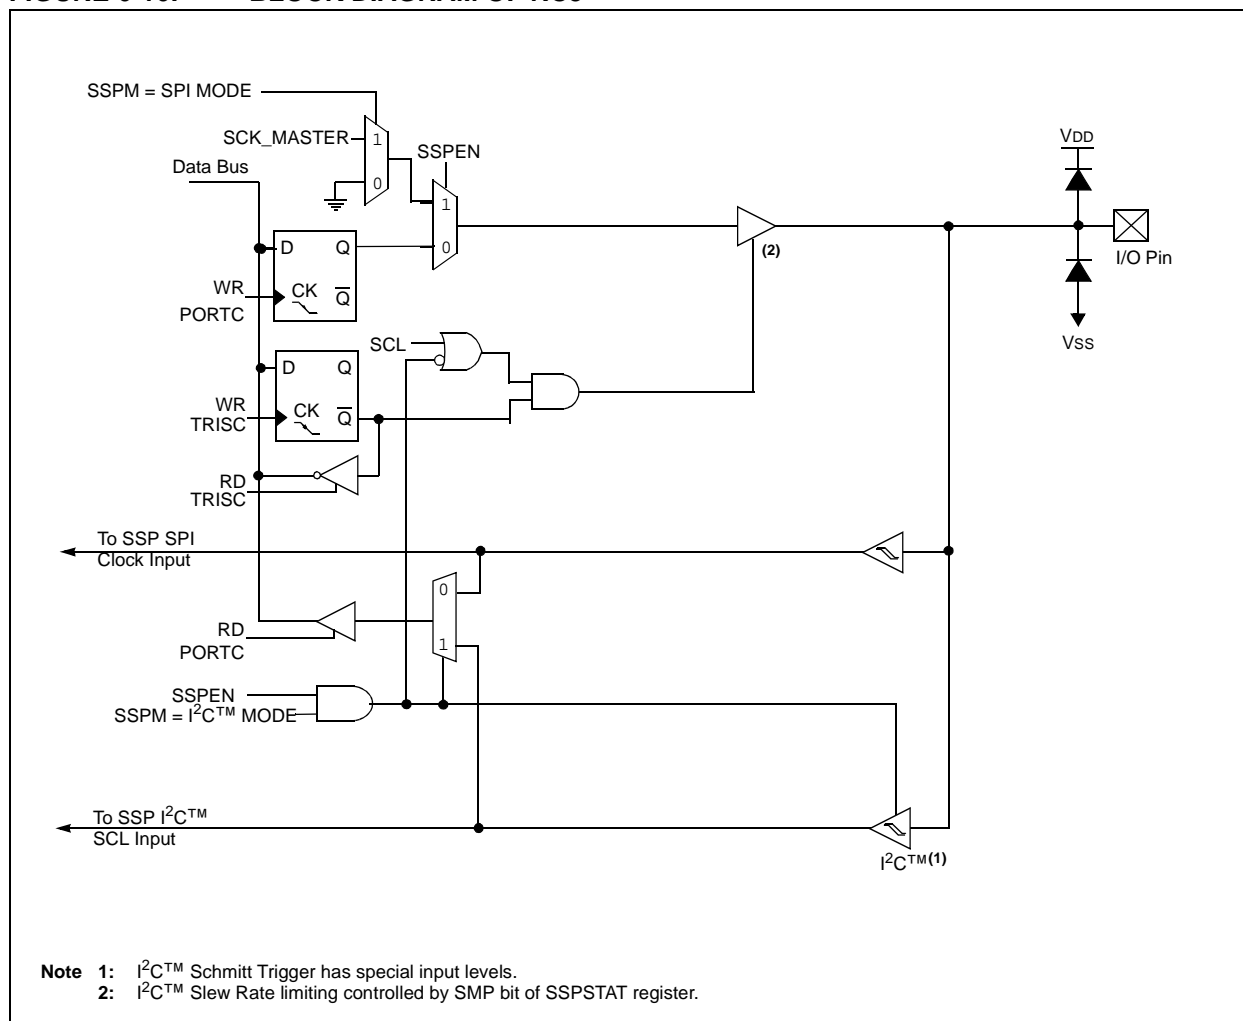 SSPM = SPI MODE
SCK_MASTER
1
SSPEN
VDD
Data Bus
0
1
D
Q
0
(2)
I/O Pin
WR
PORTC
CK
Q
SCL
VSS
D
Q
WR
TRISC
CK
Q
RD
TRISC
To SSP SPI
Clock Input
0
RD
PORTC
1
SSPEN
SSPM = I²C™ MODE
To SSP I²C™
SCL Input
I²C™(1)
Note 1: I²C™ Schmitt Trigger has special input levels.
2: I²C™ Slew Rate limiting controlled by SMP bit of SSPSTAT register.